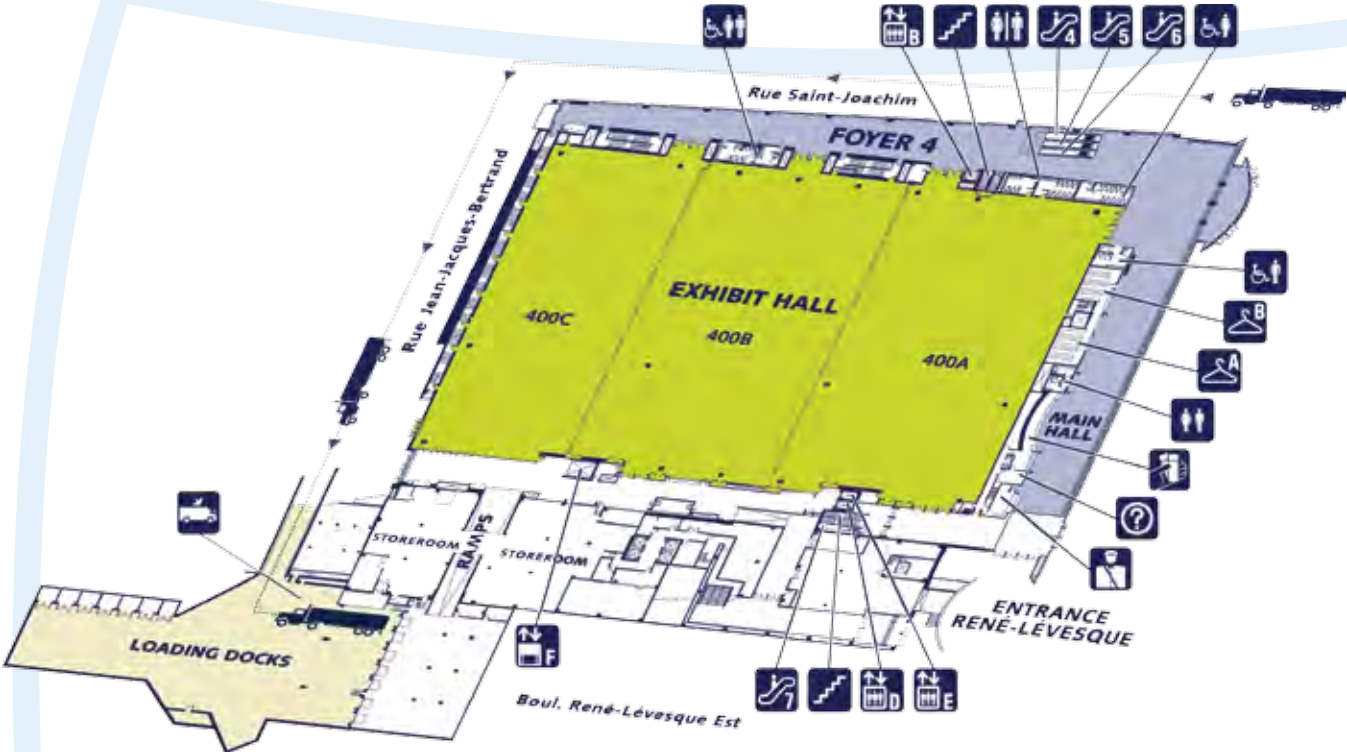 B
4
5
6
Rue Saint-Joachim
FOYER 4
Rue Jean-Jacques-Bertrand
EXHIBIT HALL
400C
400B
400A
B
A
MAIN
HALL
?
STOREROOM
RAMPS
STOREROOM
ENTRANCE
RENÉ-LÉVESQUE
LOADING DOCKS
F
7
D
E
Boul. René-Lévesque Est